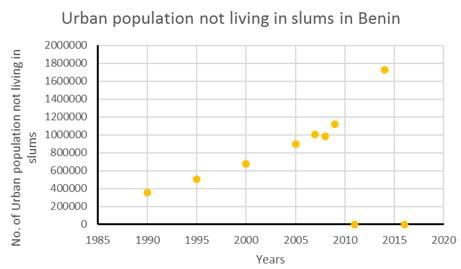 Urban population not living in slums in Benin
No. of Urban population not living in
slums
2000000
1800000
1600000
1400000
1200000
1000000
800000
600000
400000
200000
0
1985 1990 1995 2000 2005 2010 2015 2020
Years